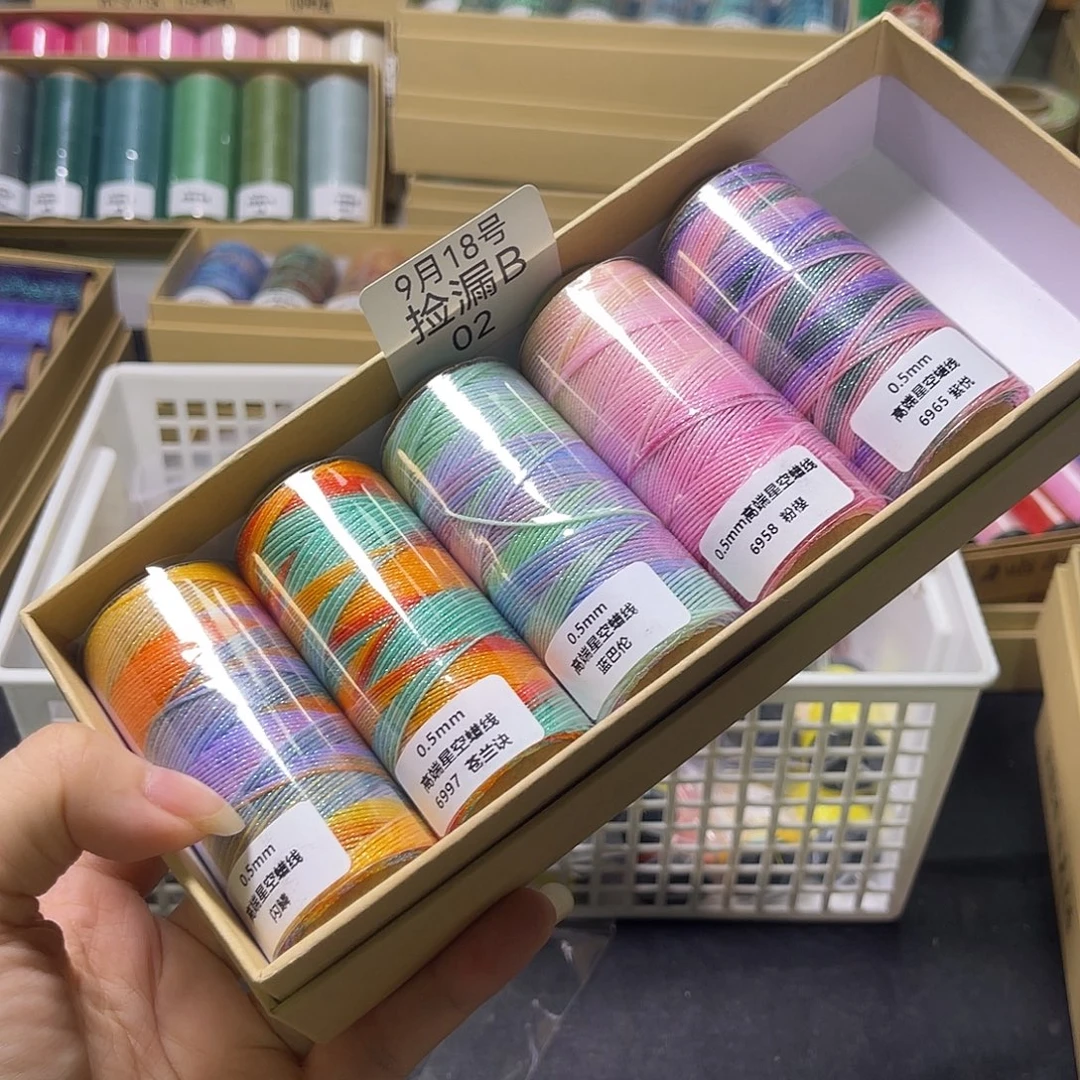 9月18号
捡漏B
02
0.5mm
高端星空蜡线
6965 紫悦
0.5mm高端星空蜡线
6958 粉樱
0.5mm
高端星空蜡线
蓝巴伦
0.5mm
高端星空蜡线
6997 苍兰诀
0.5mm
高端星空蜡线
闪鳞